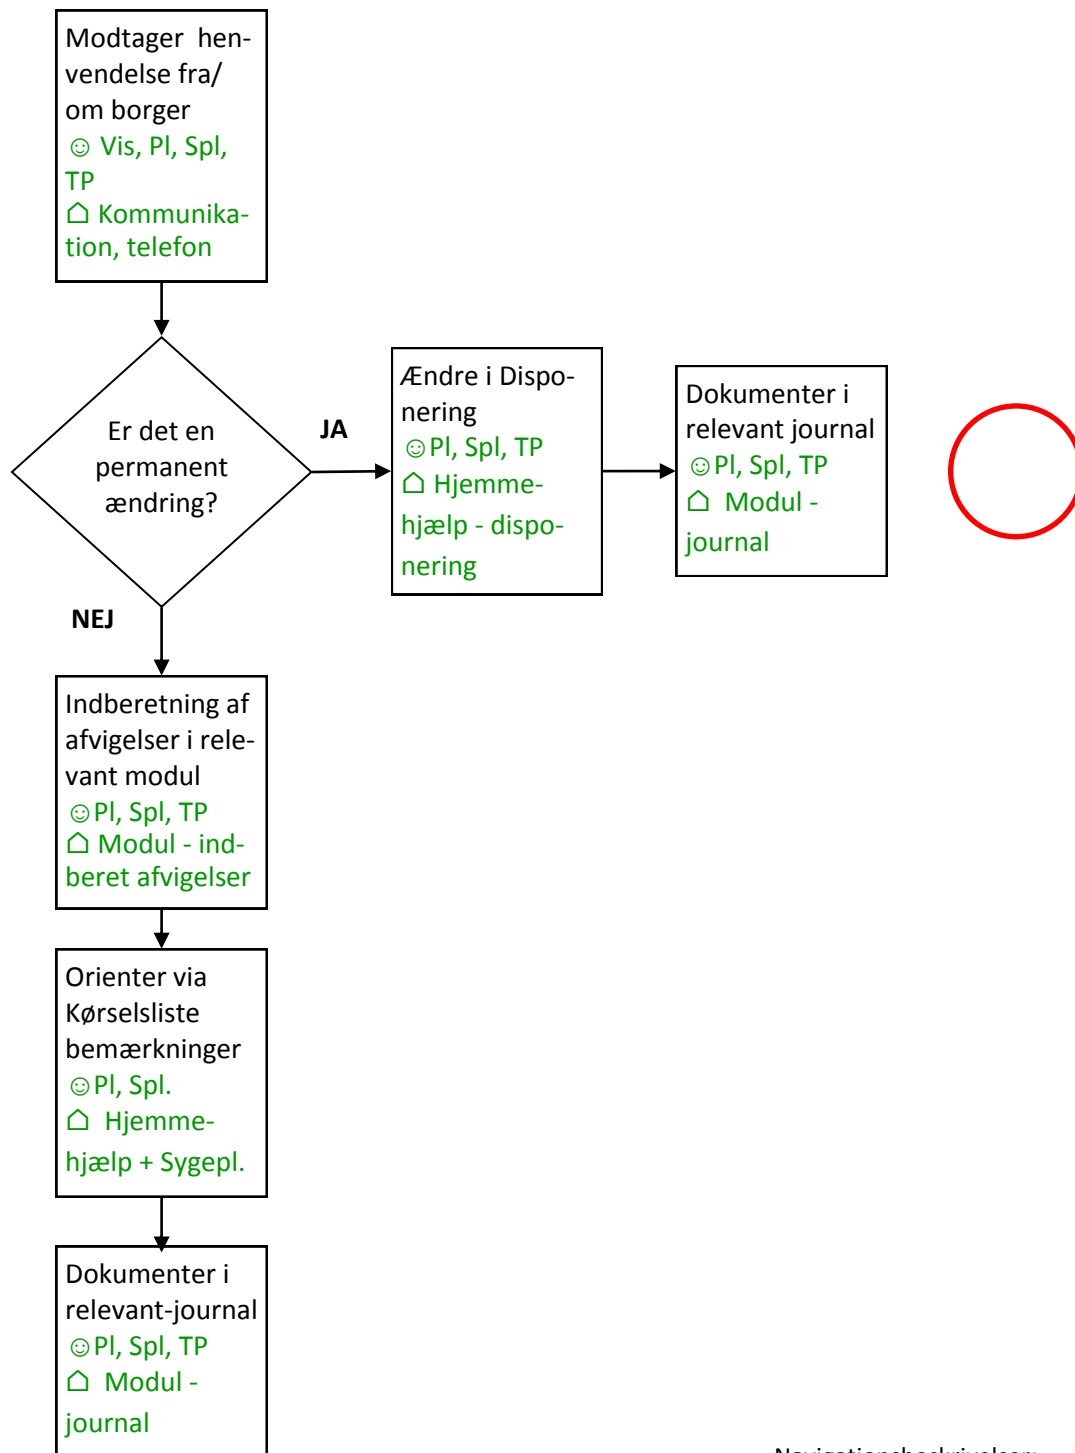 Modtager  hen-
vendelse fra/
om borger
☺ Vis, Pl, Spl,
TP
⌂ Kommunika-
tion, telefon
Er det en
permanent
ændring?
JA
Ændre i Dispo-
nering
☺Pl, Spl, TP
⌂ Hjemme-
hjælp - dispo-
nering
Dokumenter i
relevant journal
☺Pl, Spl, TP
⌂  Modul -
journal
NEJ
Indberetning af
afvigelser i rele-
vant modul
☺Pl, Spl, TP
⌂ Modul - ind-
beret afvigelser
Orienter via
Kørselsliste
bemærkninger
☺Pl, Spl.
⌂  Hjemme-
hjælp + Sygepl.
Dokumenter i
relevant-journal
☺Pl, Spl, TP
⌂  Modul -
journal